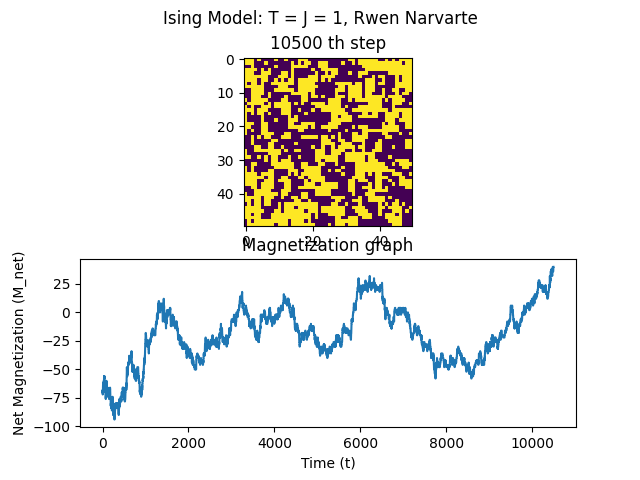 Ising Model: T = J = 1, Rwen Narvarte
10500 th step
0
10
20
30
40
0 20 40
Magnetization graph
Net Magnetization (M_net)
25
0
−25
−50
−75
−100
0 2000 4000 6000 8000 10000
Time (t)